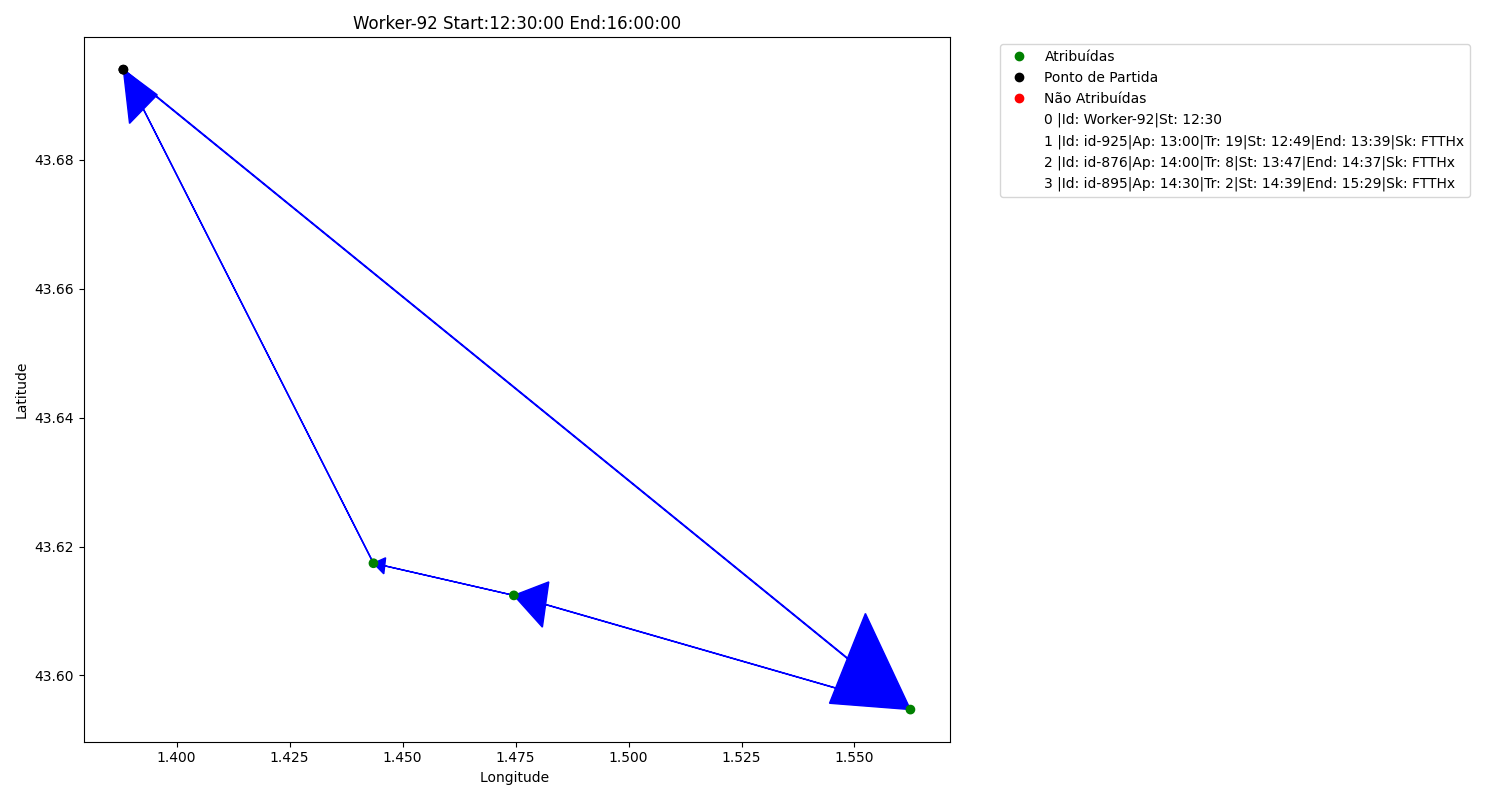 Worker-92 Start:12:30:00 End:16:00:00
Atribuídas
Ponto de Partida
Não Atribuídas
0 |Id: Worker-92|St: 12:30
1 |Id: id-925|Ap: 13:00|Tr: 19|St: 12:49|End: 13:39|Sk: FTTHx
2 |Id: id-876|Ap: 14:00|Tr: 8|St: 13:47|End: 14:37|Sk: FTTHx
3 |Id: id-895|Ap: 14:30|Tr: 2|St: 14:39|End: 15:29|Sk: FTTHx
43.68
43.66
43.64
43.62
43.60
Latitude
1.400 1.425 1.450 1.475 1.500 1.525 1.550
Longitude